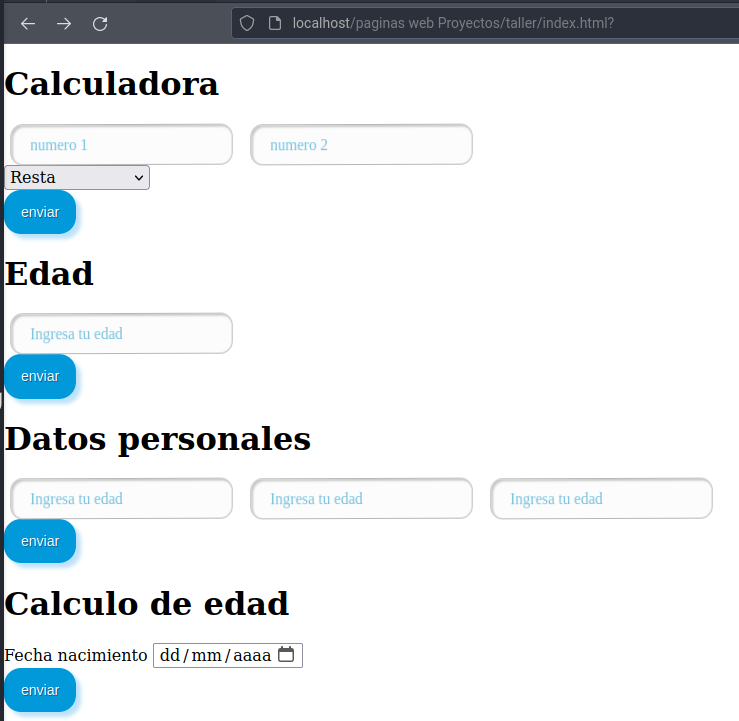 localhost/paginas web Proyectos/taller/index.html?
Calculadora
numero 1 numero 2
Resta
enviar
Edad
Ingresa tu edad
enviar
Datos personales
Ingresa tu edad Ingresa tu edad Ingresa tu edad
enviar
Calculo de edad
Fecha nacimiento dd/mm/aaaa
enviar